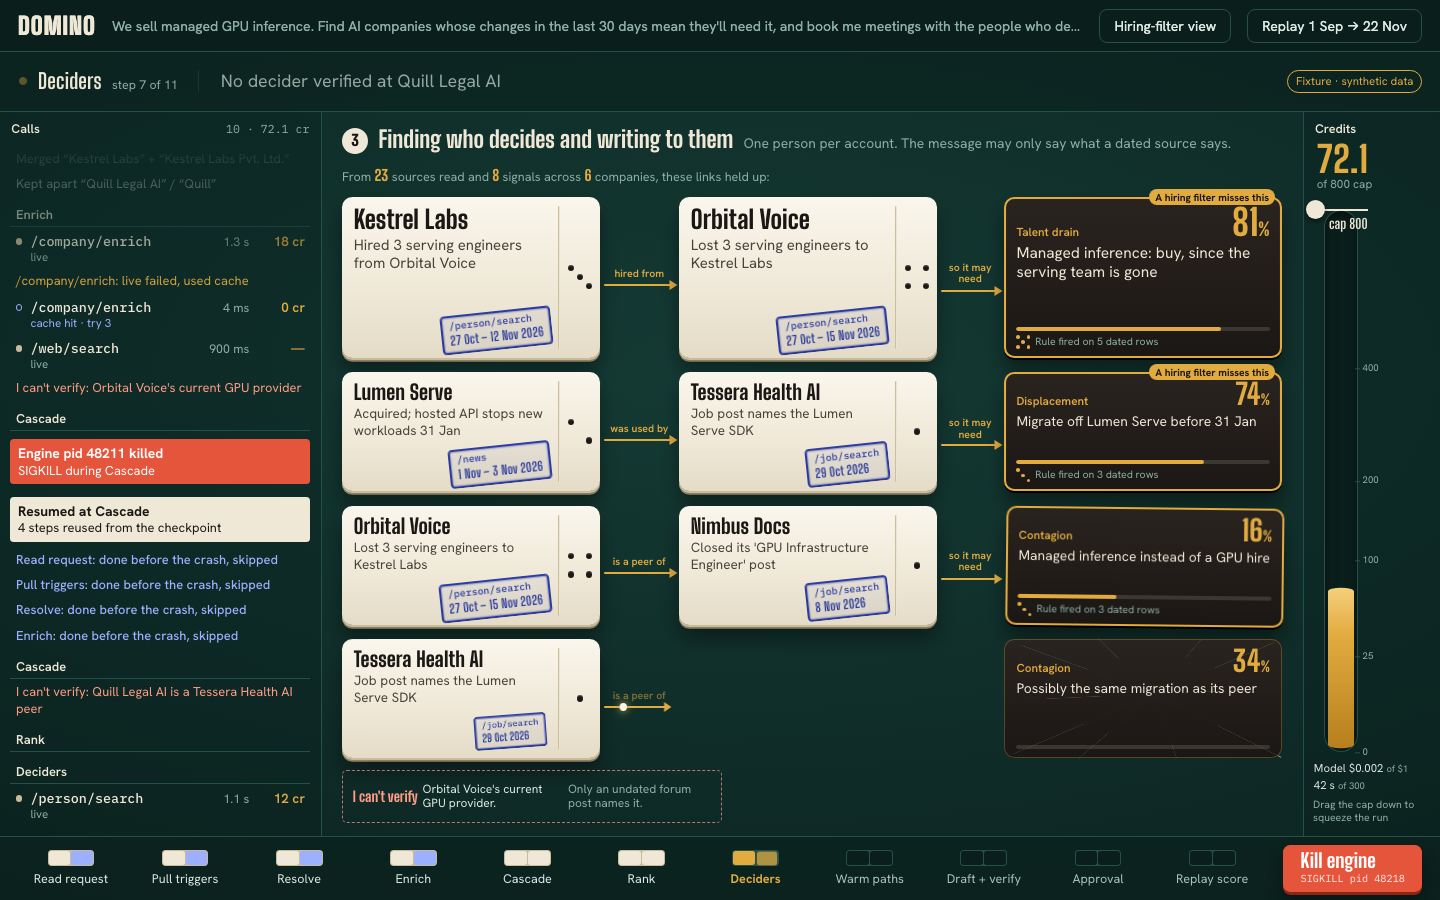 DOMINO
We sell managed GPU inference. Find AI companies whose changes in the last 30 days mean they'll need it, and book me meetings with the people who de...
Hiring-filter view
Replay 1 Sep → 22 Nov
Deciders step 7 of 11
No decider verified at Quill Legal AI
Fixture · synthetic data
Calls
10 · 72.1 cr
Merged “Kestrel Labs” + “Kestrel Labs Pvt. Ltd.”
Kept apart “Quill Legal AI” / “Quill”
Enrich
/company/enrich 1.3 s 18 cr
live
/company/enrich: live failed, used cache
/company/enrich 4 ms 0 cr
cache hit · try 3
/web/search 900 ms —
live
I can't verify: Orbital Voice's current GPU provider
Cascade
Engine pid 48211 killed
SIGKILL during Cascade
Resumed at Cascade
4 steps reused from the checkpoint
Read request: done before the crash, skipped
Pull triggers: done before the crash, skipped
Resolve: done before the crash, skipped
Enrich: done before the crash, skipped
Cascade
I can't verify: Quill Legal AI is a Tessera Health AI
peer
Rank
Deciders
/person/search 1.1 s 12 cr
live
3 Finding who decides and writing to them One person per account. The message may only say what a dated source says.
From 23 sources read and 8 signals across 6 companies, these links held up:
Kestrel Labs
Hired 3 serving engineers
from Orbital Voice
/person/search
27 Oct – 12 Nov 2026
hired from
Orbital Voice
Lost 3 serving engineers to
Kestrel Labs
/person/search
27 Oct – 15 Nov 2026
so it may
need
A hiring filter misses this
Talent drain
81%
Managed inference: buy, since the
serving team is gone
Rule fired on 5 dated rows
Lumen Serve
Acquired; hosted API stops new
workloads 31 Jan
/news
1 Nov – 3 Nov 2026
was used by
Tessera Health AI
Job post names the Lumen
Serve SDK
/job/search
29 Oct 2026
so it may
need
A hiring filter misses this
Displacement
74%
Migrate off Lumen Serve before 31 Jan
Rule fired on 3 dated rows
Orbital Voice
Lost 3 serving engineers to
Kestrel Labs
/person/search
27 Oct – 15 Nov 2026
is a peer of
Nimbus Docs
Closed its 'GPU Infrastructure
Engineer' post
/job/search
8 Nov 2026
so it may
need
Contagion
16%
Managed inference instead of a GPU hire
Rule fired on 3 dated rows
Tessera Health AI
Job post names the Lumen
Serve SDK
/job/search
29 Oct 2026
is a peer of
Contagion
34%
Possibly the same migration as its peer
I can't verify
Orbital Voice's current
GPU provider.
Only an undated forum
post names it.
Credits
72.1
of 800 cap
cap 800
400
200
100
25
0
Model $0.002 of $1
42 s of 300
Drag the cap down to
squeeze the run
Read request
Pull triggers
Resolve
Enrich
Cascade
Rank
Deciders
Warm paths
Draft + verify
Approval
Replay score
Kill engine
SIGKILL pid 48218